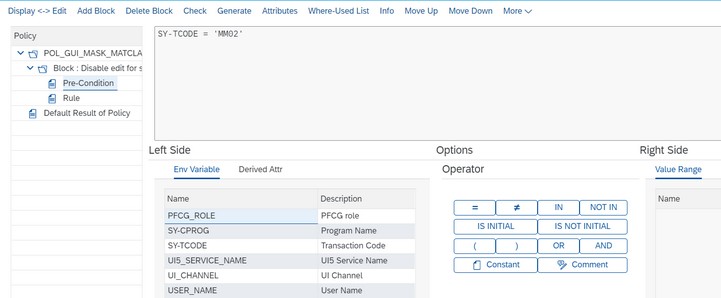 Display <-> Edit Add Block Delete Block Check Generate Attributes Where-Used List Info Move Up Move Down More
Policy
POL_GUI_MASK_MATCLA
Block : Disable edit for s
Pre-Condition
Rule
Default Result of Policy
SY-TCODE = 'MM02'
Left Side Options Right Side
Env Variable Derived Attr Operator Value Range
Name Description Name
PFCG_ROLE PFCG role
SY-CPROG Program Name
SY-TCODE Transaction Code
UI5_SERVICE_NAME UI5 Service Name
UI_CHANNEL UI Channel
USER_NAME User Name
= ≠ IN NOT IN
IS INITIAL IS NOT INITIAL
( ) OR AND
Constant Comment